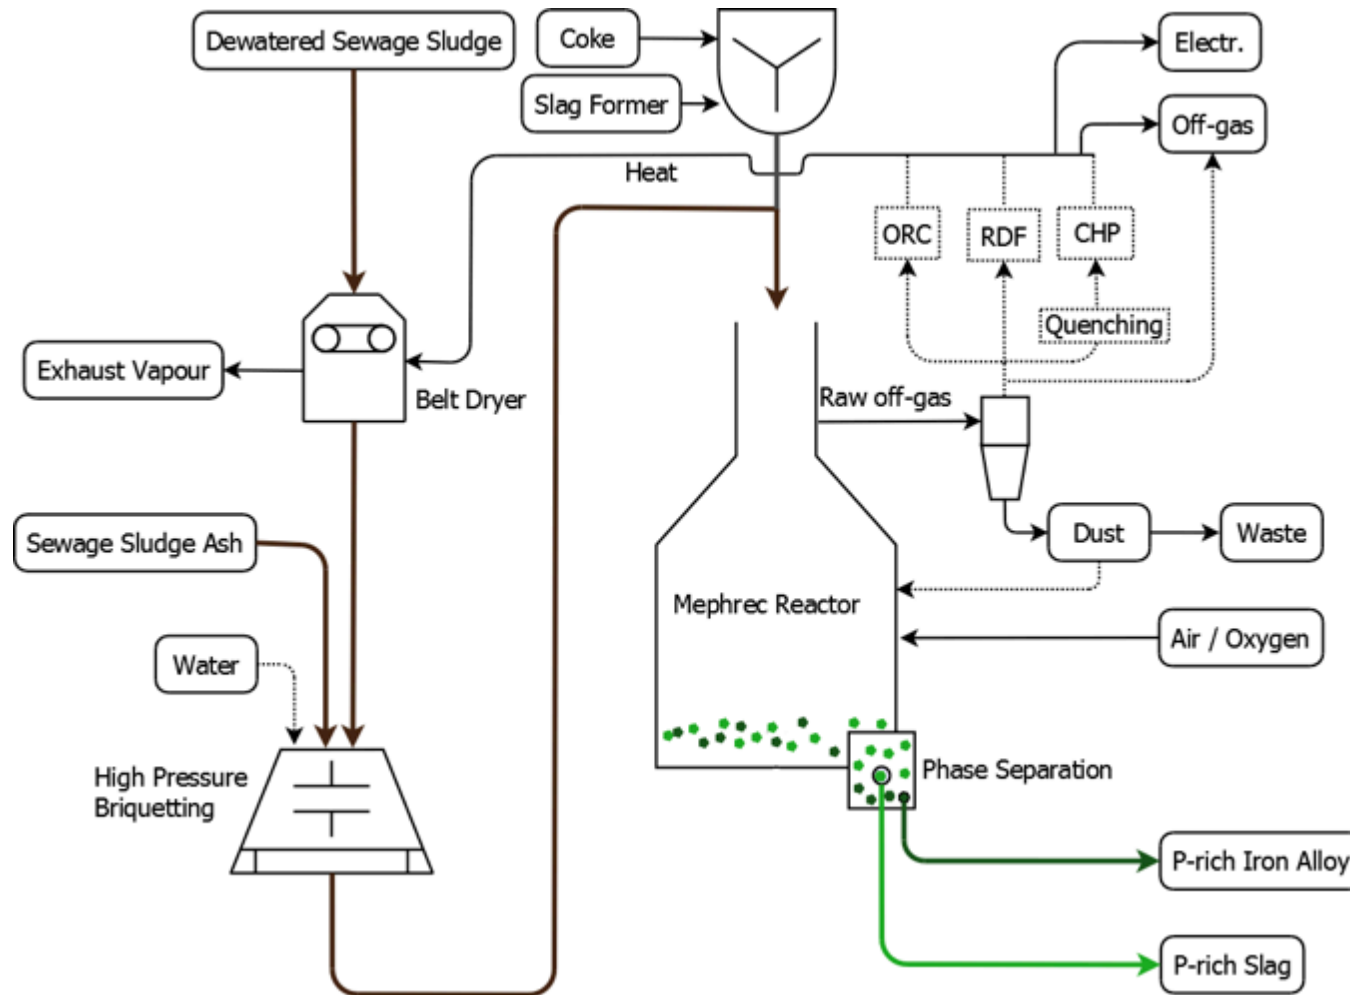 Dewatered Sewage Sludge
Coke
Slag Former
Electr.
Off-gas
Heat
ORC
RDF
CHP
Quenching
Exhaust Vapour
Belt Dryer
Raw off-gas
Sewage Sludge Ash
Dust
Waste
Mephrec Reactor
Air / Oxygen
Water
High Pressure
Briquetting
Phase Separation
P-rich Iron Alloy
P-rich Slag